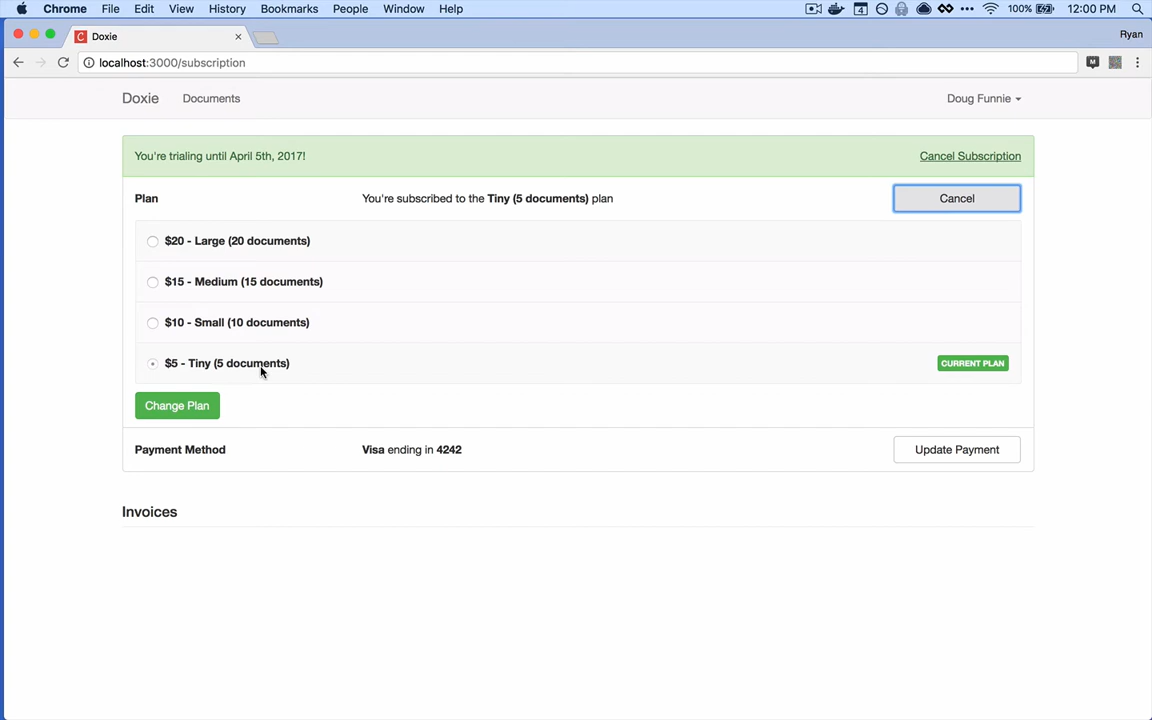 Chrome File Edit View History Bookmarks People Window Help 4 100% 12:00 PM
Doxie Ryan
localhost:3000/subscription M
Doxie Documents Doug Funnie
You're trialing until April 5th, 2017! Cancel Subscription
Plan You're subscribed to the Tiny (5 documents) plan Cancel
$20 - Large (20 documents)
$15 - Medium (15 documents)
$10 - Small (10 documents)
$5 - Tiny (5 documents) CURRENT PLAN
Change Plan
Payment Method Visa ending in 4242 Update Payment
Invoices